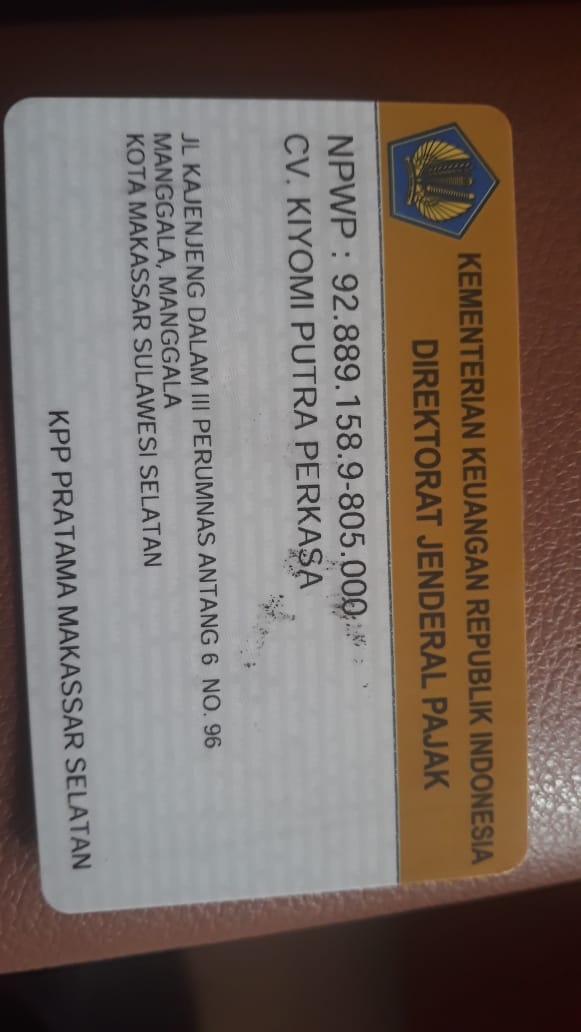 KEMENTERIAN KEUANGAN REPUBLIK INDONESIA
DIREKTORAT JENDERAL PAJAK
NPWP : 92.889.158.9-805.000
CV. KIYOMI PUTRA PERKASA
JL KAJENJENG DALAM III PERUMNAS ANTANG 6 NO. 96
MANGGALA, MANGGALA
KOTA MAKASSAR SULAWESI SELATAN
KPP PRATAMA MAKASSAR SELATAN